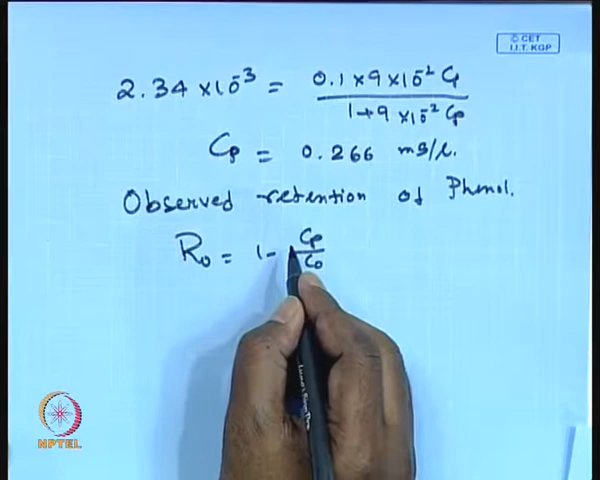 © CET
I.I.T. KGP
2.34 × 10⁻³ = 0.1 × 9 × 10⁻² Cp / 1 + 9 × 10⁻² Cp
Cp = 0.266 mg/l.
Observed retention of Phenol.
R₀ = 1 - Cp / C₀
NPTEL